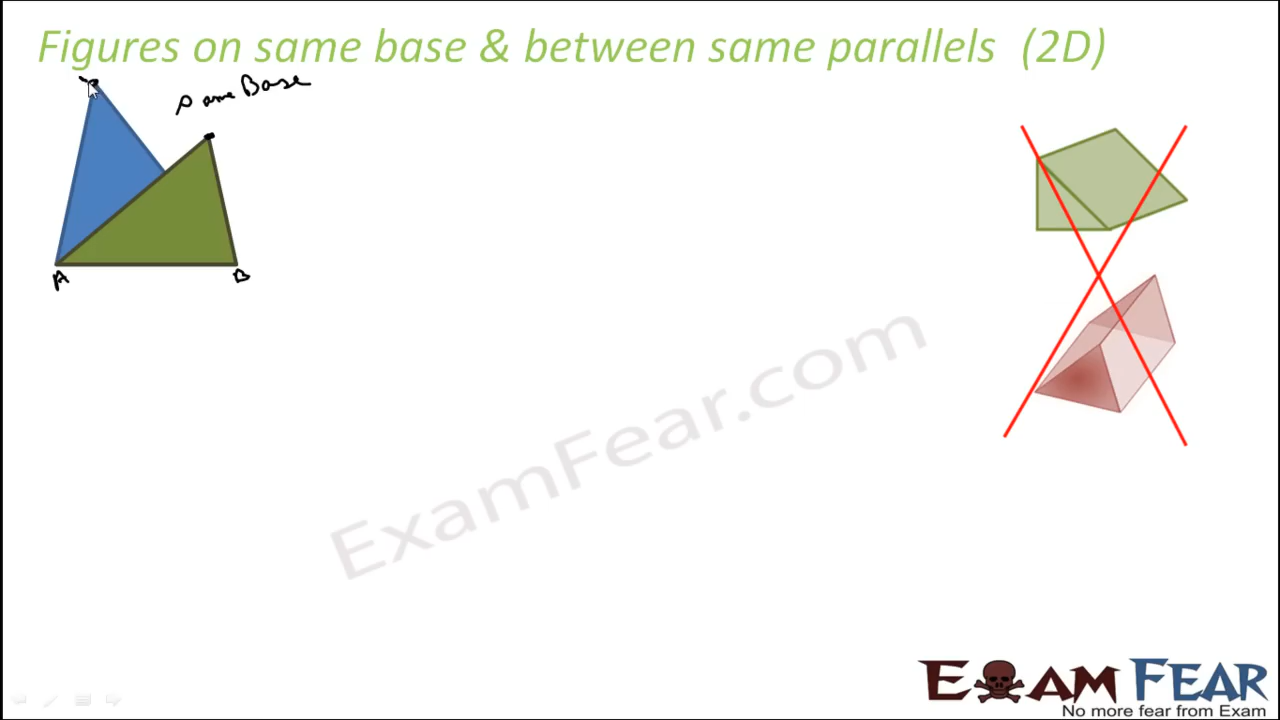 Figures on same base & between same parallels (2D)
Same Base
A
B
ExamFear.com
EXAM FEAR
No more fear from Exam